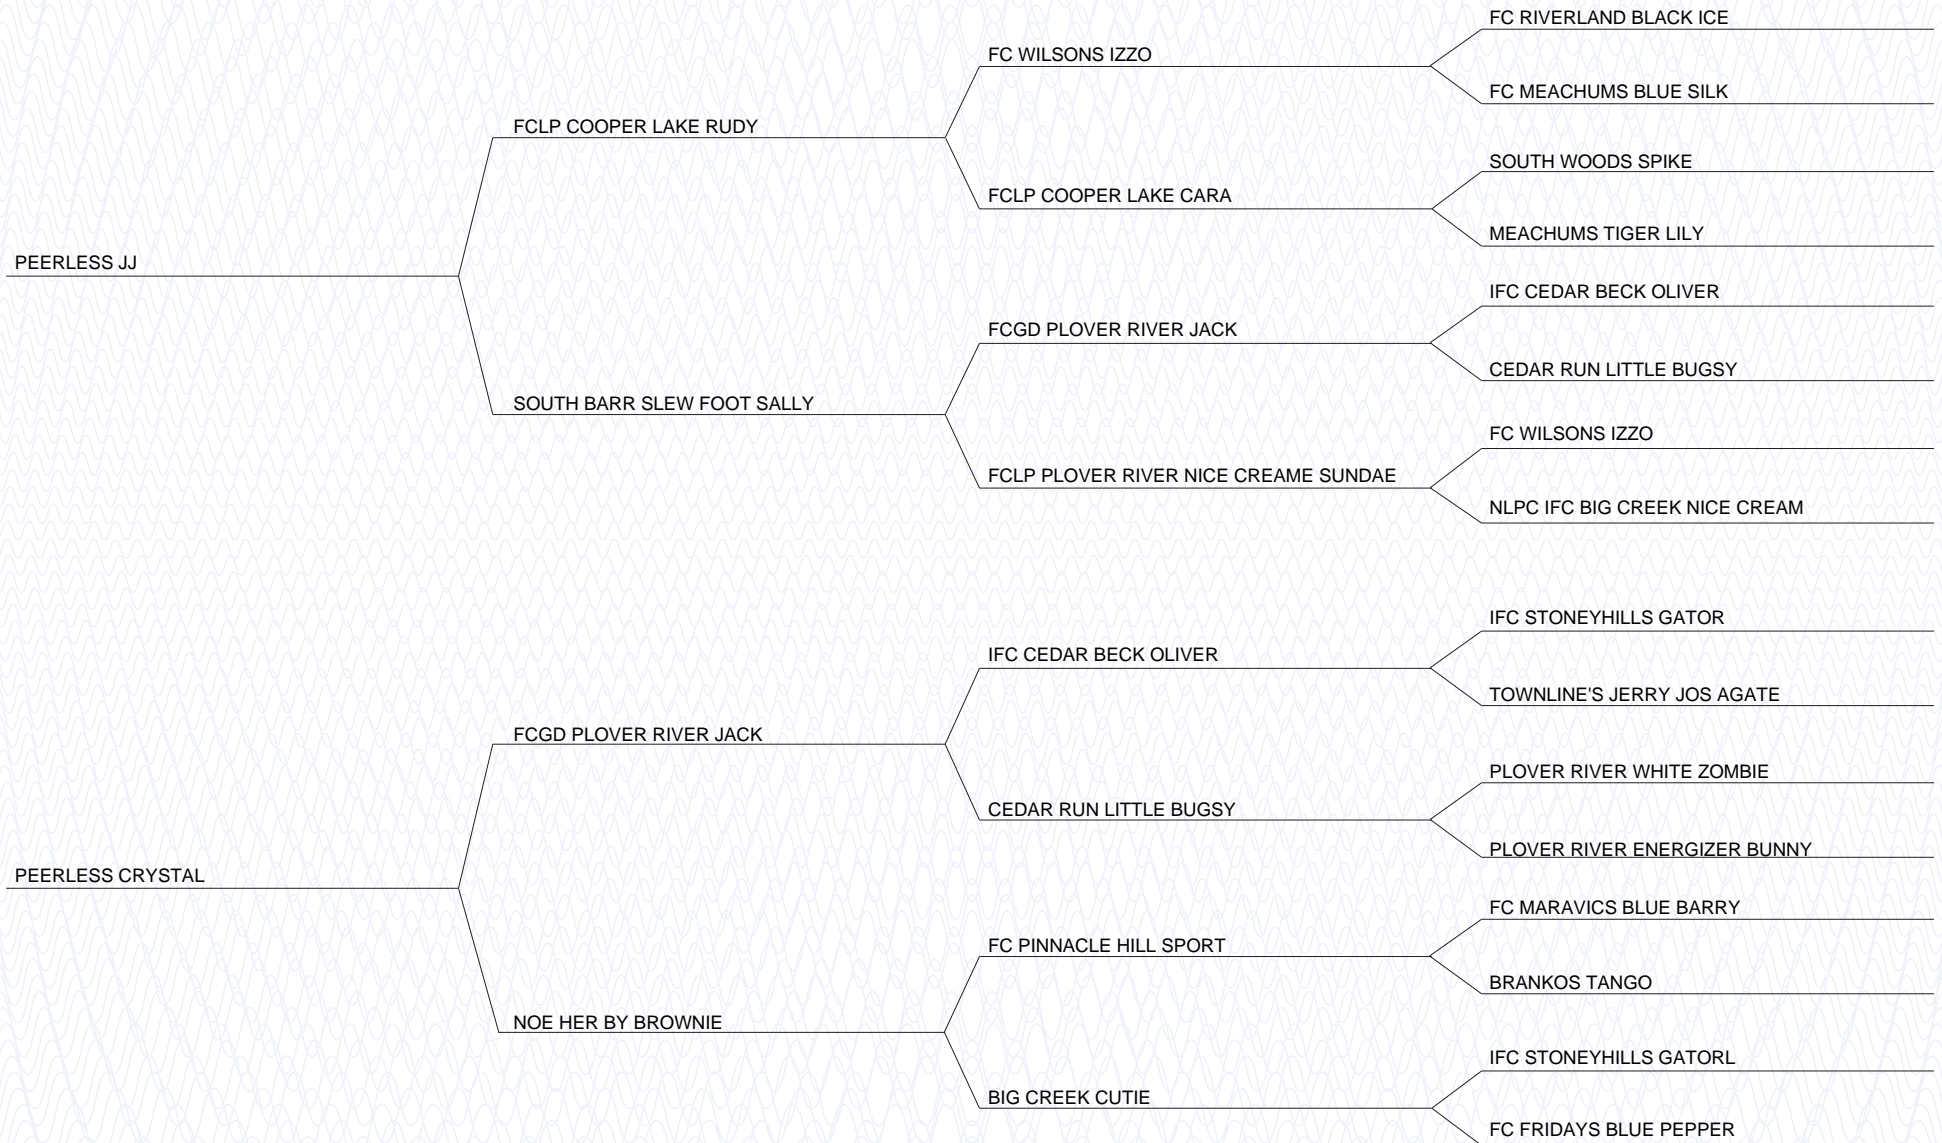 FC RIVERLAND BLACK ICE
FC WILSONS IZZO
FC MEACHUMS BLUE SILK
FCLP COOPER LAKE RUDY
SOUTH WOODS SPIKE
FCLP COOPER LAKE CARA
MEACHUMS TIGER LILY
PEERLESS JJ
IFC CEDAR BECK OLIVER
FCGD PLOVER RIVER JACK
CEDAR RUN LITTLE BUGSY
SOUTH BARR SLEW FOOT SALLY
FC WILSONS IZZO
FCLP PLOVER RIVER NICE CREAME SUNDAE
NLPC IFC BIG CREEK NICE CREAM
IFC STONEYHILLS GATOR
IFC CEDAR BECK OLIVER
TOWNLINE'S JERRY JOS AGATE
FCGD PLOVER RIVER JACK
PLOVER RIVER WHITE ZOMBIE
CEDAR RUN LITTLE BUGSY
PLOVER RIVER ENERGIZER BUNNY
PEERLESS CRYSTAL
FC MARAVICS BLUE BARRY
FC PINNACLE HILL SPORT
BRANKOS TANGO
NOE HER BY BROWNIE
IFC STONEYHILLS GATORL
BIG CREEK CUTIE
FC FRIDAYS BLUE PEPPER